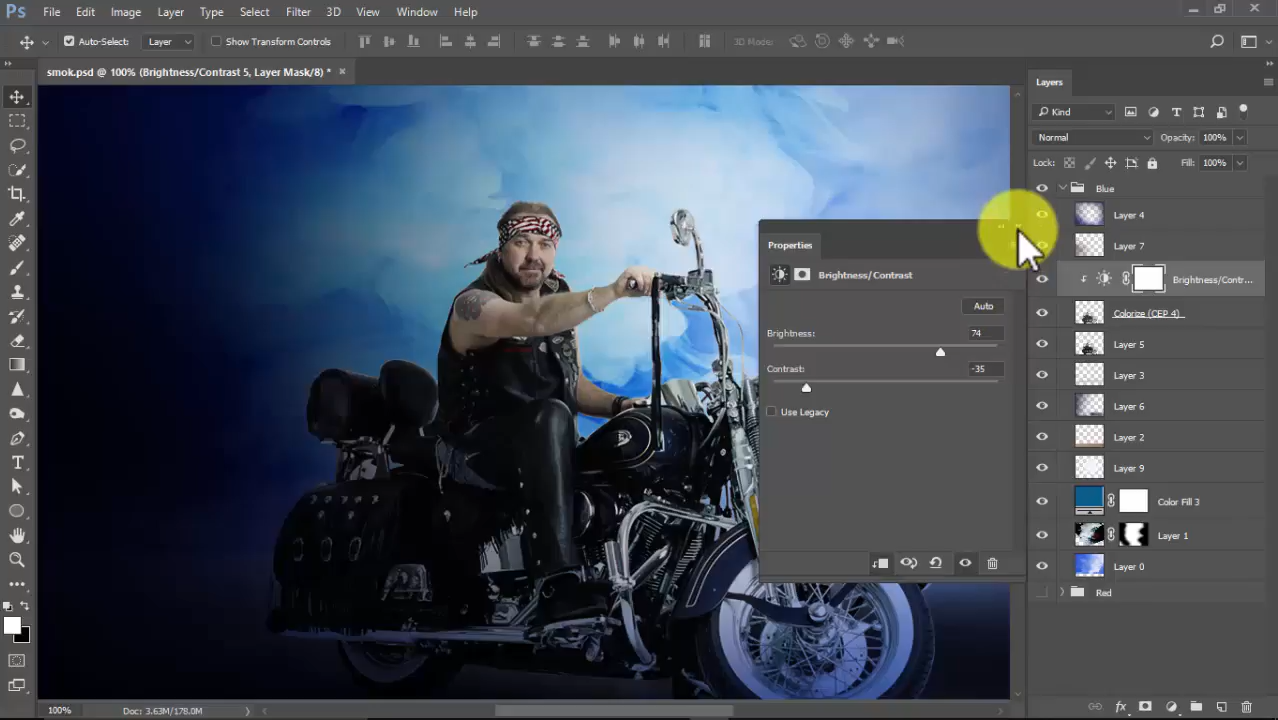 Ps File Edit Image Layer Type Select Filter 3D View Window Help
Auto-Select: Layer Show Transform Controls 3D Mode:
smok.psd @ 100% (Brightness/Contrast 5, Layer Mask/8) * ×
Layers
Kind
Normal Opacity: 100%
Lock: Fill: 100%
Blue
Layer 4
Layer 7
Brightness/Contr...
Colorize (CEP 4)
Layer 5
Layer 3
Layer 6
Layer 2
Layer 9
Color Fill 3
Layer 1
Layer 0
Red
Properties
Brightness/Contrast
Auto
Brightness: 74
Contrast: -35
Use Legacy
100% Doc: 3.63M/178.0M